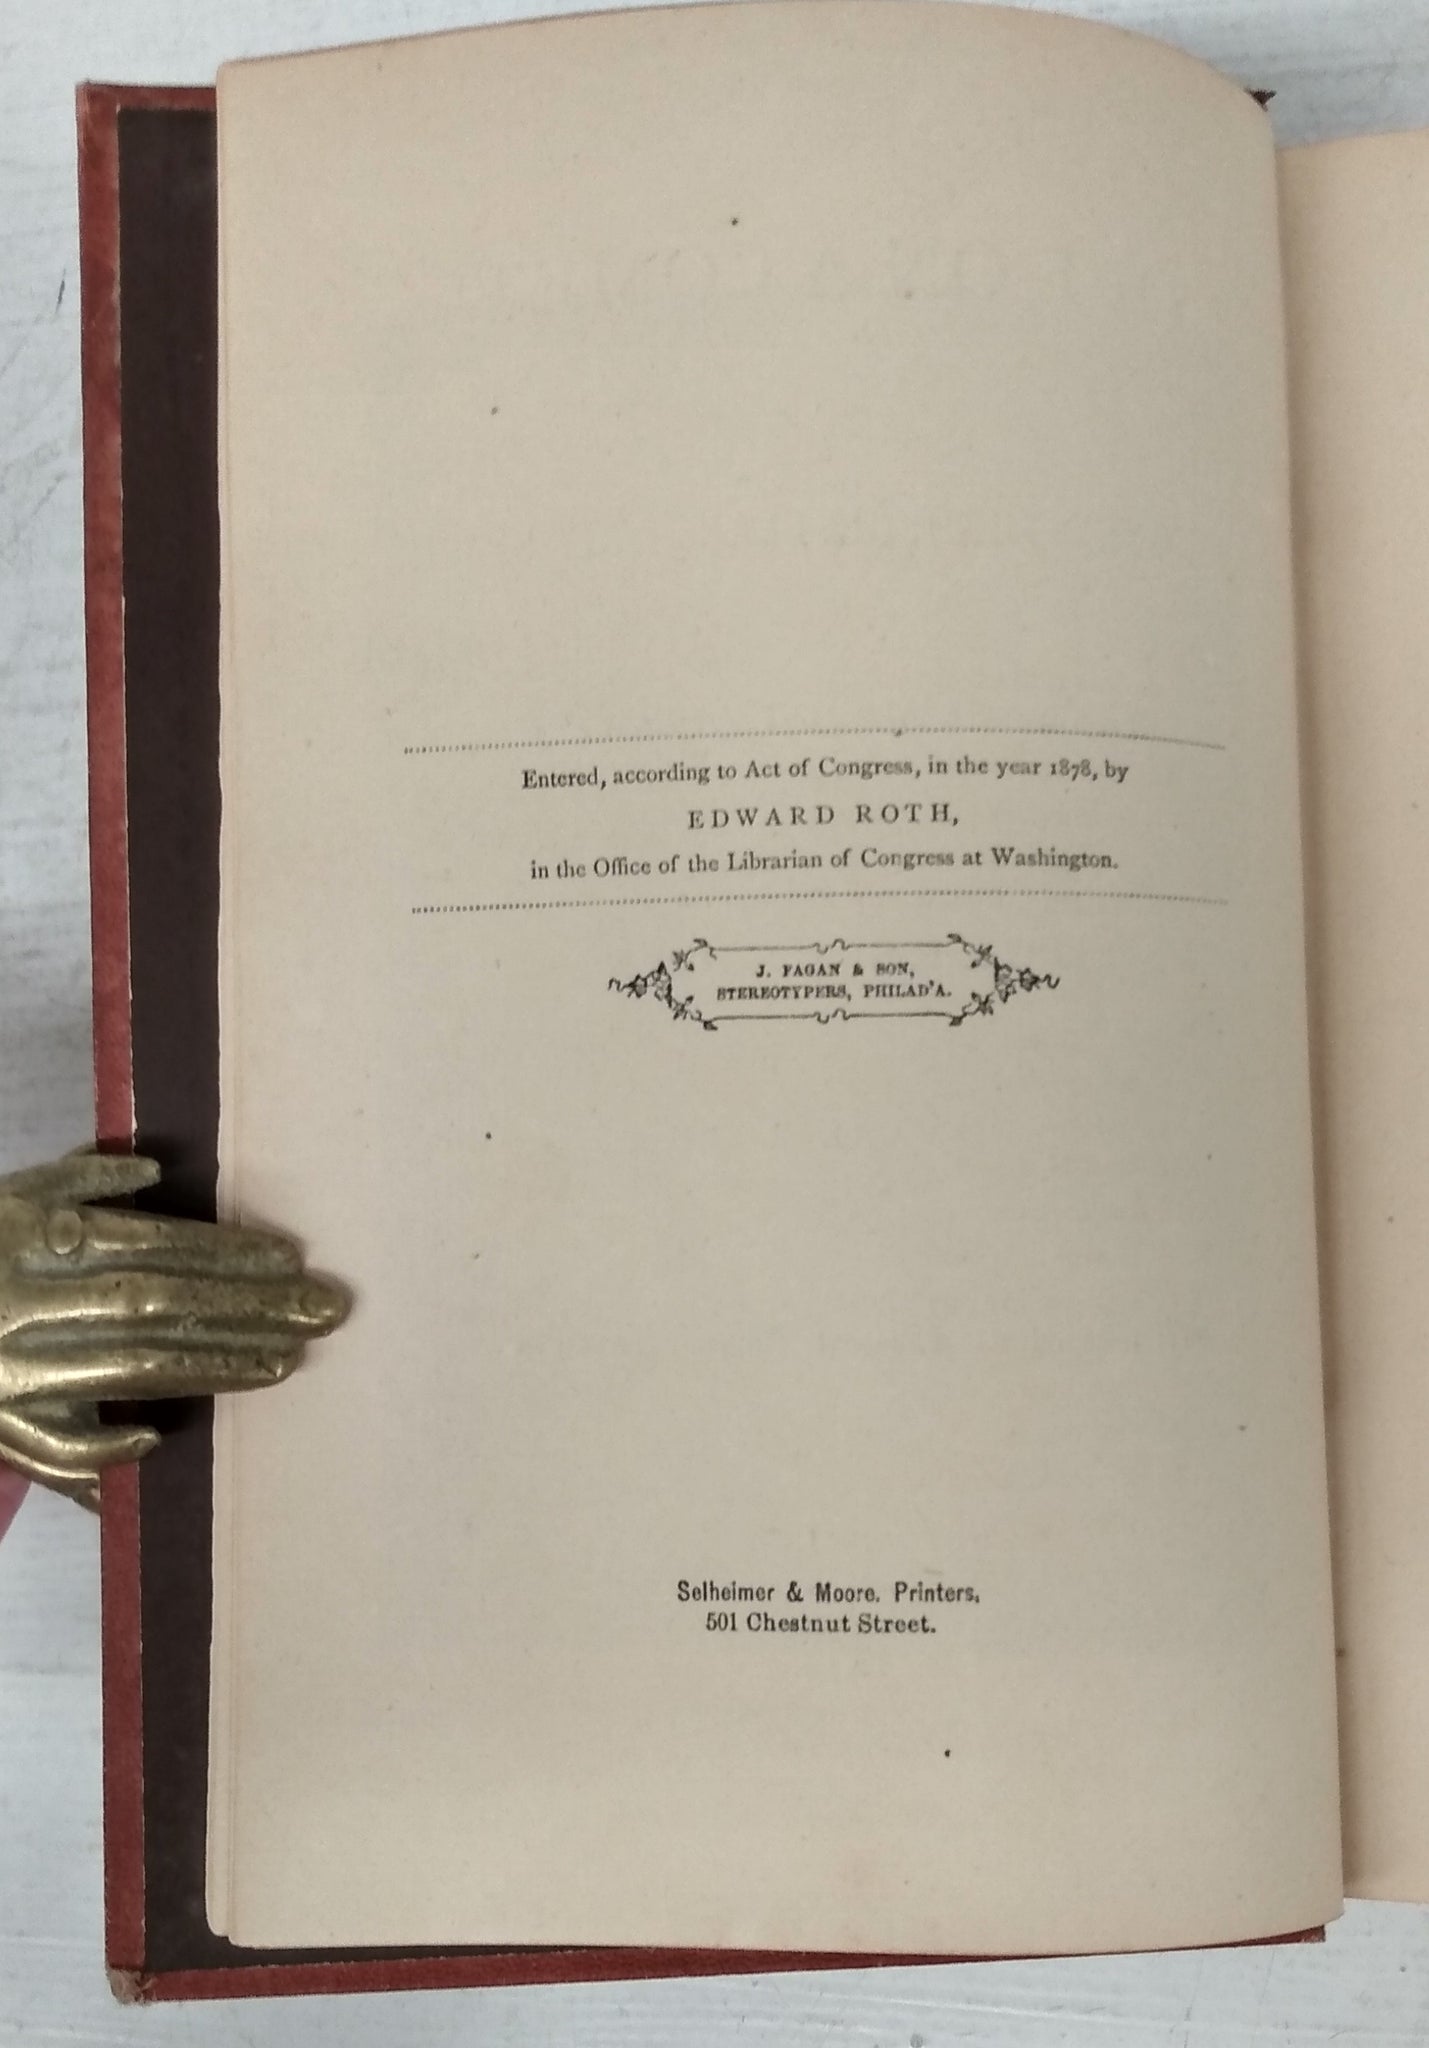 Entered, according to Act of Congress, in the year 1878, by
EDWARD ROTH,
in the Office of the Librarian of Congress at Washington.
J. FAGAN & SON,
STEREOTYPERS, PHILAD'A.
Selheimer & Moore. Printers,
501 Chestnut Street.